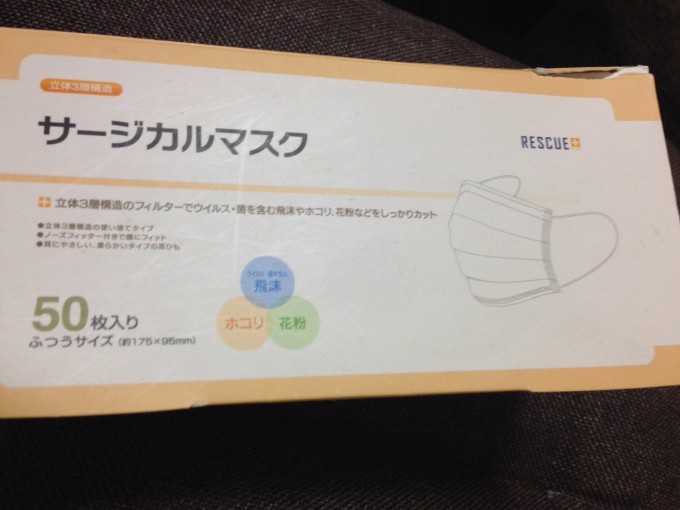 立体3層構造
サージカルマスク
RESCUE
立体3層構造のフィルターでウイルス・菌を含む飛沫やホコリ、花粉などをしっかりカット
●立体3層構造の使い捨てタイプ
●ノーズフィッター付きで顔にフィット
●耳にやさしい、柔らかいタイプの耳ひも
飛沫
ホコリ
花粉
50枚入り
ふつうサイズ (約175×95mm)